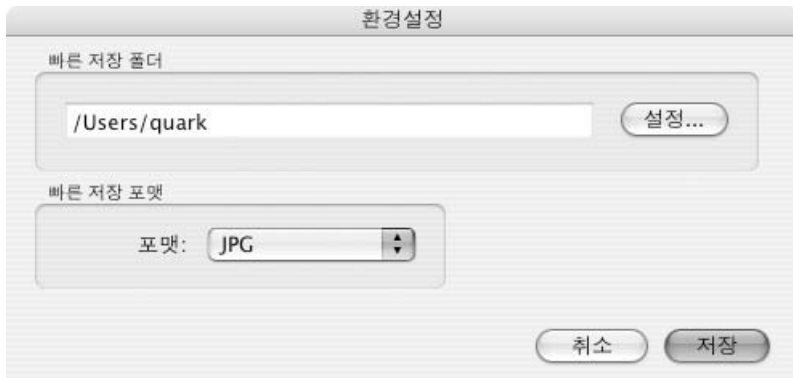 환경설정
빠른 저장 폴더
/Users/quark
설정...
빠른 저장 포맷
포맷: JPG
취소 저장